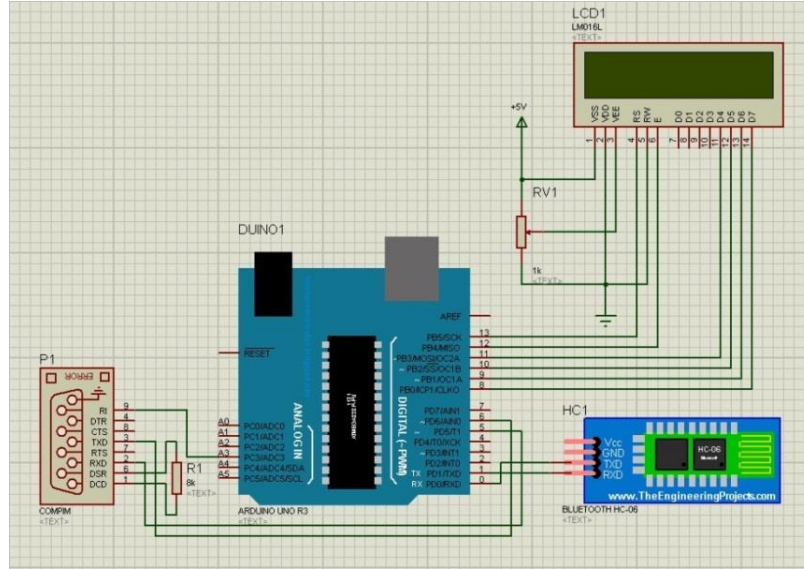 LCD1
LM016L
<TEXT>
VSS VDD VEE RS RW E D0 D1 D2 D3 D4 D5 D6 D7
1 2 3 4 5 6 7 8 9 10 11 12 13 14
+5V
RV1
1k
<TEXT>
DUINO1
AREF
RESET
PB5/SCK 13
PB4/MISO 12
~PB3/MOSI/OC2A 11
~PB2/SS/OC1B 10
~PB1/OC1A 9
PB0/ICP1/CLKO 8
PD7/AIN1 7
~PD6/AIN0 6
~PD5/T1 5
PD4/T0/XCK 4
~PD3/INT1 3
PD2/INT0 2
TX PD1/TXD 1
RX PD0/RXD 0
DIGITAL (~PWM)
ANALOG IN
A0 PC0/ADC0
A1 PC1/ADC1
A2 PC2/ADC2
A3 PC3/ADC3
A4 PC4/ADC4/SDA
A5 PC5/ADC5/SCL
ARDUINO UNO R3
<TEXT>
P1
ERROR
RI 9
DTR 4
CTS 8
TXD 3
RTS 7
RXD 2
DSR 6
DCD 1
COMPIM
<TEXT>
R1
8k
<TEXT>
HC1
Vcc
GND
TXD
RXD
HC-06
Bluetooth
www.TheEngineeringProjects.com
BLUETOOTH HC-06
<TEXT>